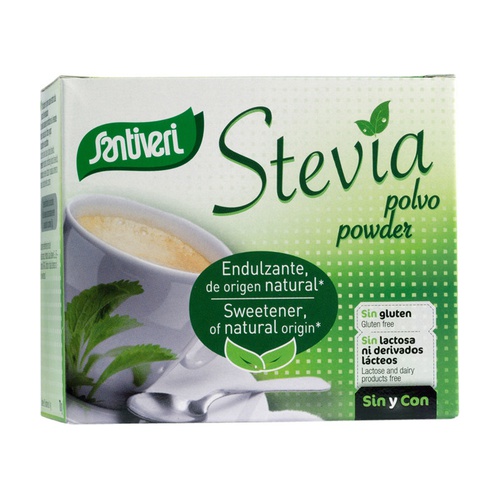 Santiveri
Stevia
polvo
powder
Endulzante,
de origen natural*
Sweetener,
of natural origin*
Sin gluten
Gluten free
Sin lactosa
ni derivados
lácteos
Lactose and dairy
products free
Sin y Con